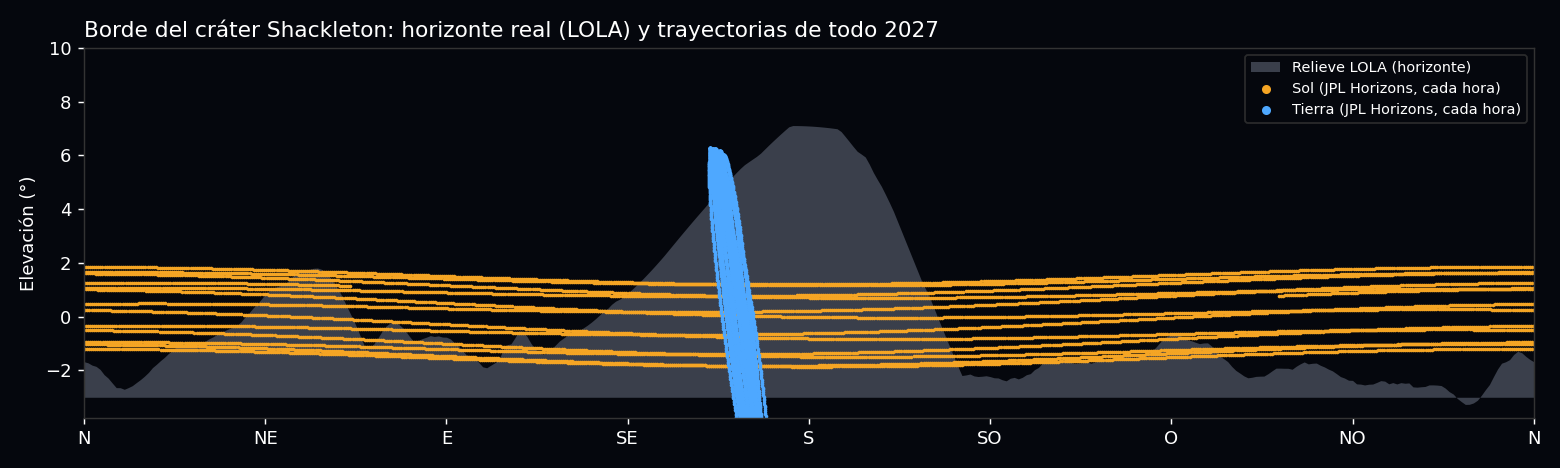 Borde del cráter Shackleton: horizonte real (LOLA) y trayectorias de todo 2027
Relieve LOLA (horizonte)
Sol (JPL Horizons, cada hora)
Tierra (JPL Horizons, cada hora)
Elevación (°)
10
8
6
4
2
0
−2
N
NE
E
SE
S
SO
O
NO
N